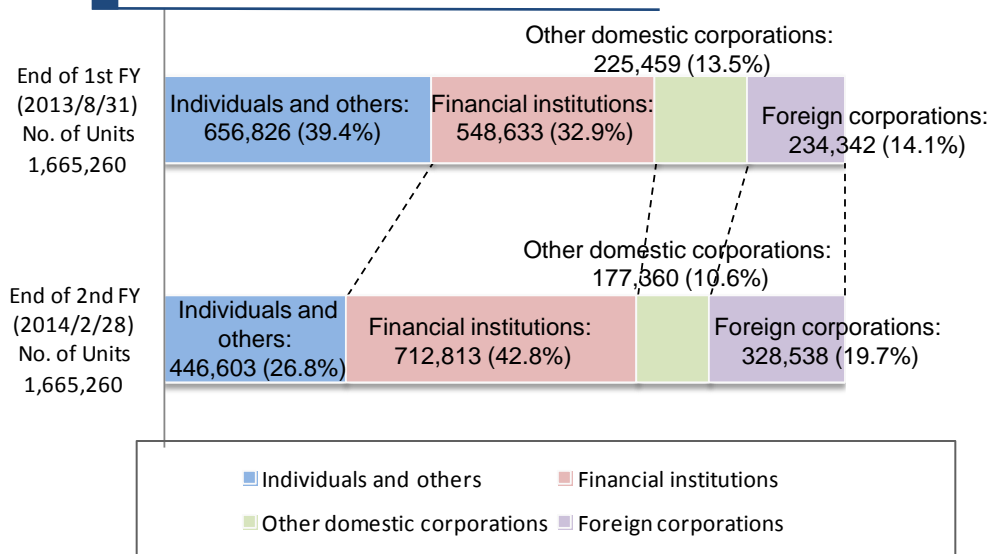 Other domestic corporations:
225,459 (13.5%)
End of 1st FY
(2013/8/31)
No. of Units
1,665,260
Individuals and others:
656,826 (39.4%)
Financial institutions:
548,633 (32.9%)
Foreign corporations:
234,342 (14.1%)
Other domestic corporations:
177,360 (10.6%)
End of 2nd FY
(2014/2/28)
No. of Units
1,665,260
Individuals and
others:
446,603 (26.8%)
Financial institutions:
712,813 (42.8%)
Foreign corporations:
328,538 (19.7%)
Individuals and others
Financial institutions
Other domestic corporations
Foreign corporations